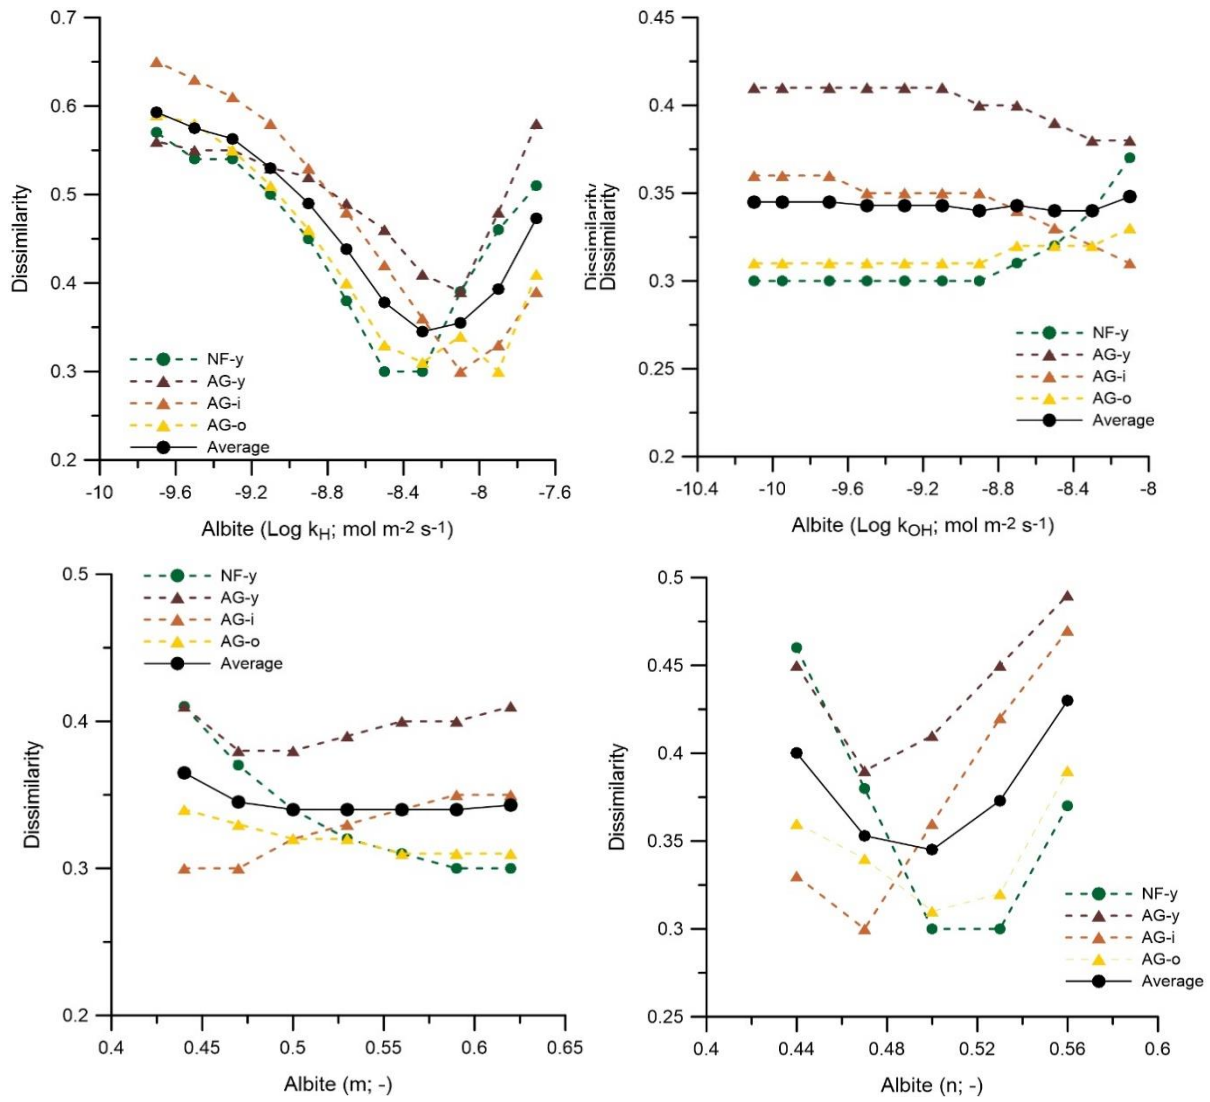 0.7
0.6
0.5
0.4
0.3
0.2
Dissimilarity
-10
-9.6
-9.2
-8.8
-8.4
-8
-7.6
Albite (Log kH; mol m-2 s-1)
NF-y
AG-y
AG-i
AG-o
Average
0.45
0.4
0.35
0.3
0.25
0.2
Dissimilarity
Dissimilarity
-10.4
-10
-9.6
-9.2
-8.8
-8.4
-8
Albite (Log kOH; mol m-2 s-1)
NF-y
AG-y
AG-i
AG-o
Average
0.5
0.4
0.3
0.2
Dissimilarity
0.4
0.45
0.5
0.55
0.6
0.65
Albite (m; -)
NF-y
AG-y
AG-i
AG-o
Average
0.5
0.45
0.4
0.35
0.3
0.25
Dissimilarity
0.4
0.44
0.48
0.52
0.56
0.6
Albite (n; -)
NF-y
AG-y
AG-i
AG-o
Average